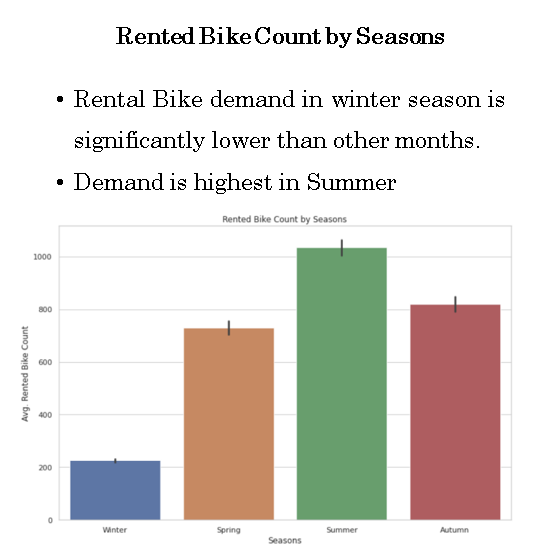 Rented Bike Count by Seasons
• Rental Bike demand in winter season is
significantly lower than other months.
• Demand is highest in Summer
Rented Bike Count by Seasons
Avg. Rented Bike Count
1000
800
600
400
200
0
Winter Spring Summer Autumn
Seasons